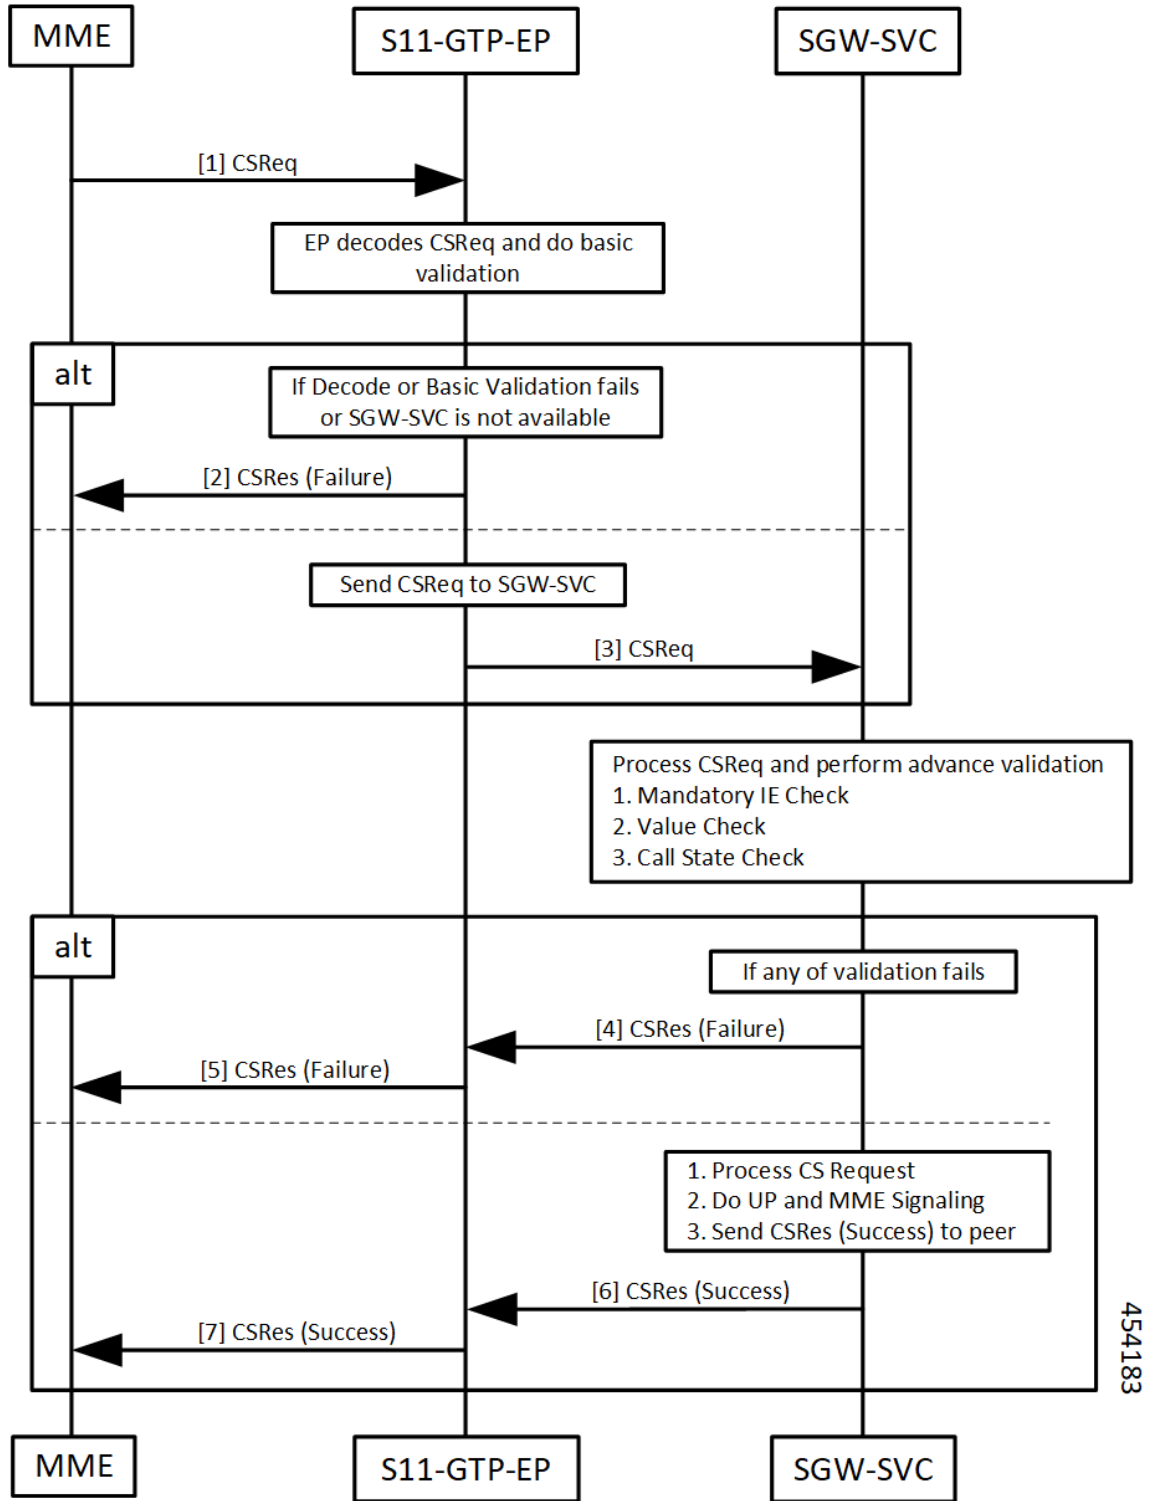 MME
S11-GTP-EP
SGW-SVC
[1] CSReq
EP decodes CSReq and do basic
validation
alt
If Decode or Basic Validation fails
or SGW-SVC is not available
[2] CSRes (Failure)
Send CSReq to SGW-SVC
[3] CSReq
Process CSReq and perform advance validation
1. Mandatory IE Check
2. Value Check
3. Call State Check
alt
If any of validation fails
[4] CSRes (Failure)
[5] CSRes (Failure)
1. Process CS Request
2. Do UP and MME Signaling
3. Send CSRes (Success) to peer
[6] CSRes (Success)
[7] CSRes (Success)
454183
MME
S11-GTP-EP
SGW-SVC